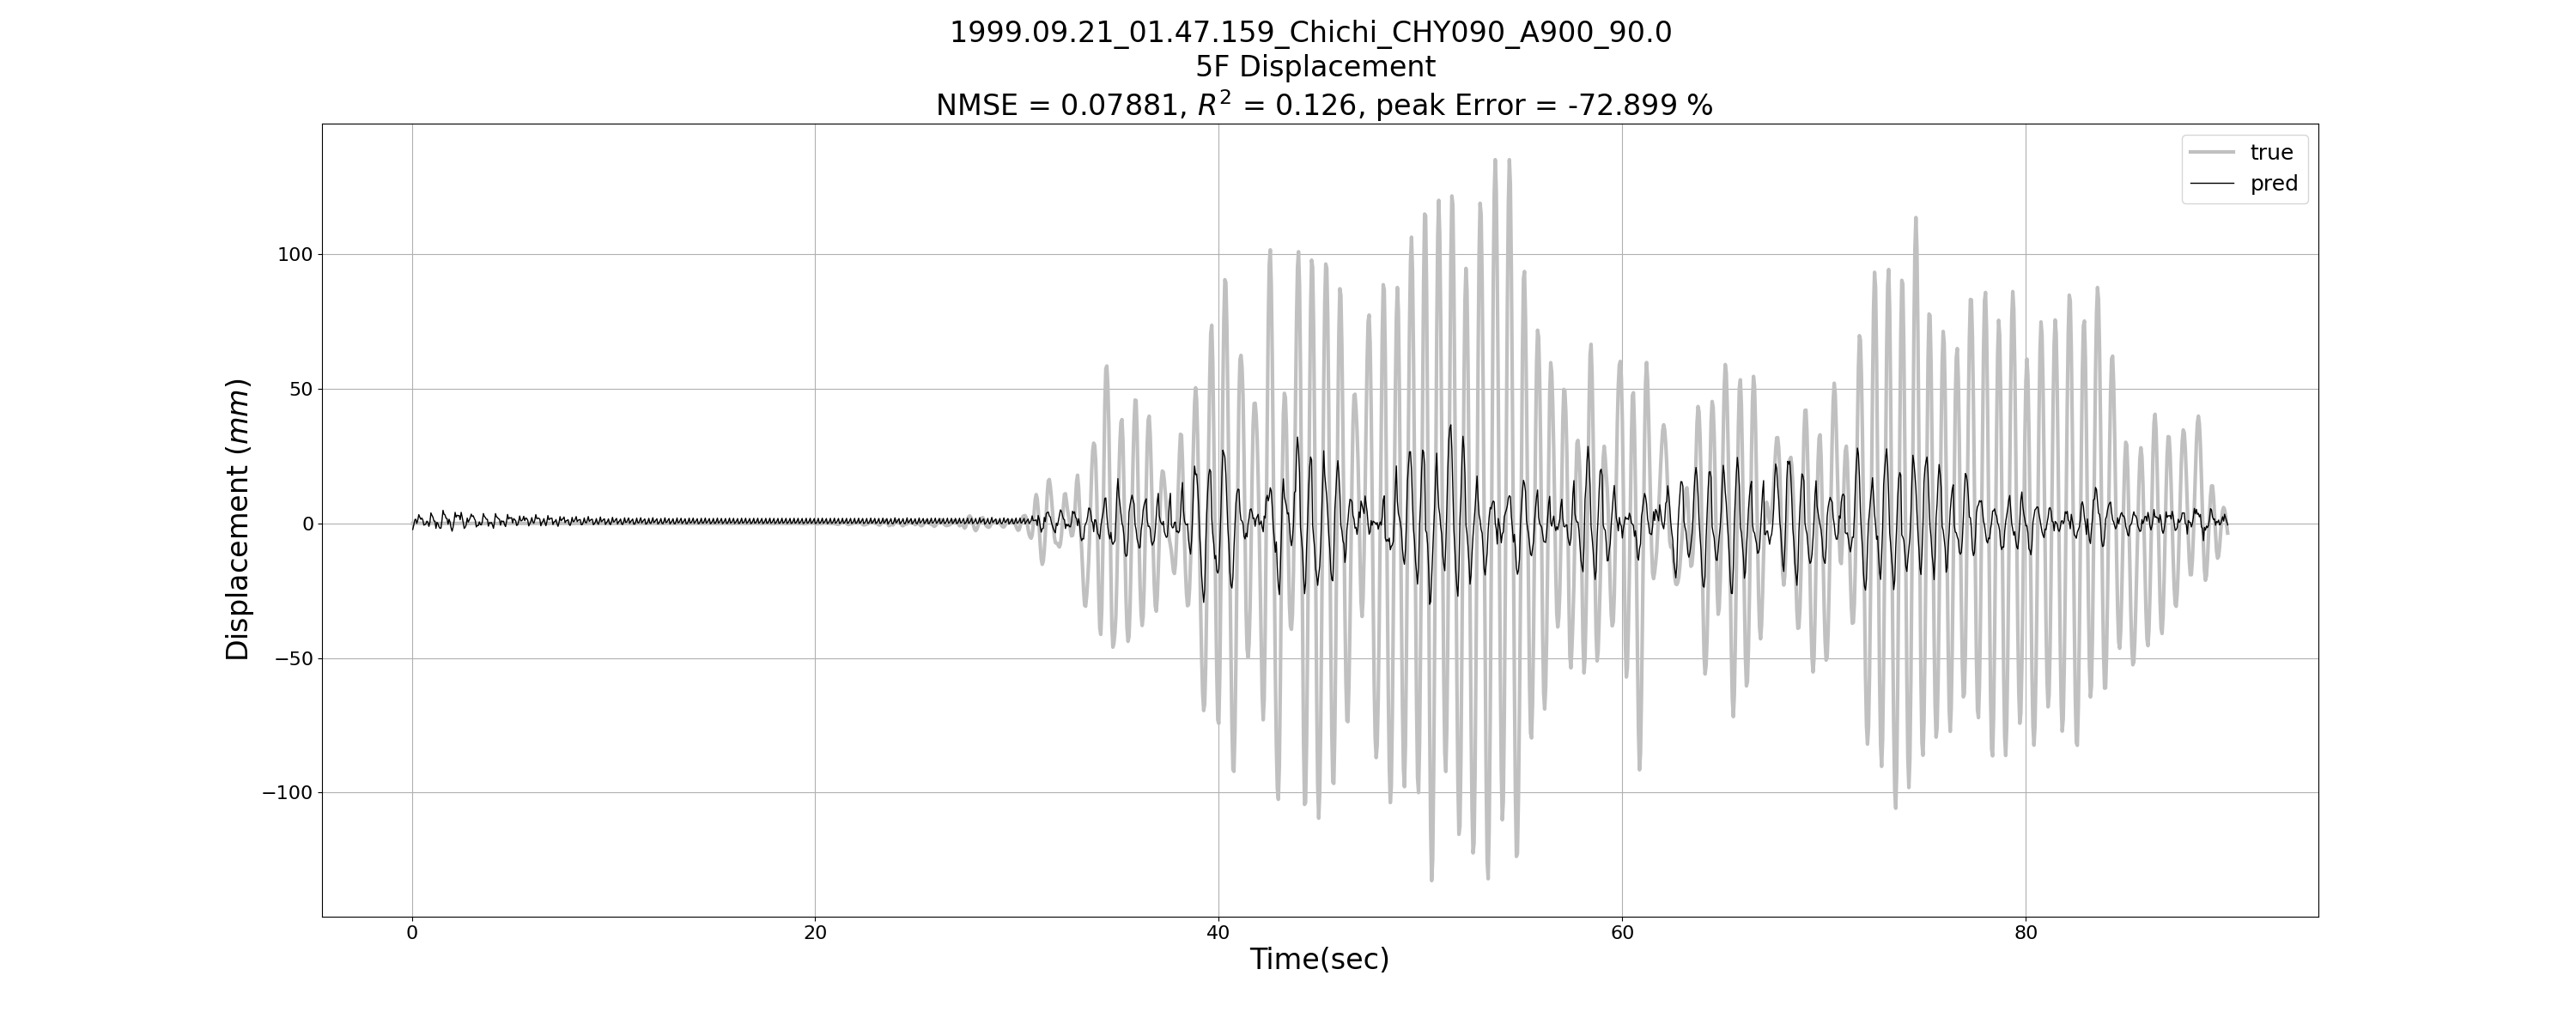 1999.09.21_01.47.159_Chichi_CHY090_A900_90.0
5F Displacement
NMSE = 0.07881, R² = 0.126, peak Error = -72.899 %
true
pred
Displacement (mm)
100
50
0
−50
−100
0 20 40 60 80
Time(sec)